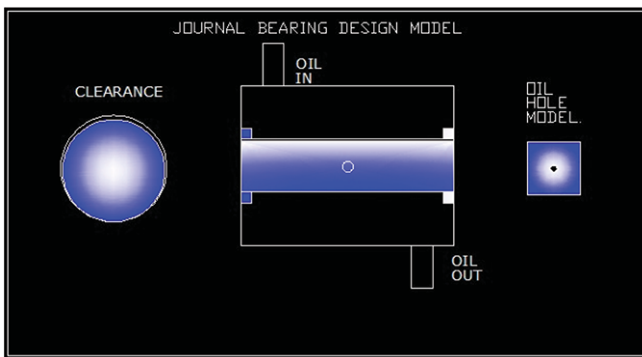 JOURNAL BEARING DESIGN MODEL
OIL
IN
CLEARANCE
OIL
HOLE
MODEL.
OIL
OUT